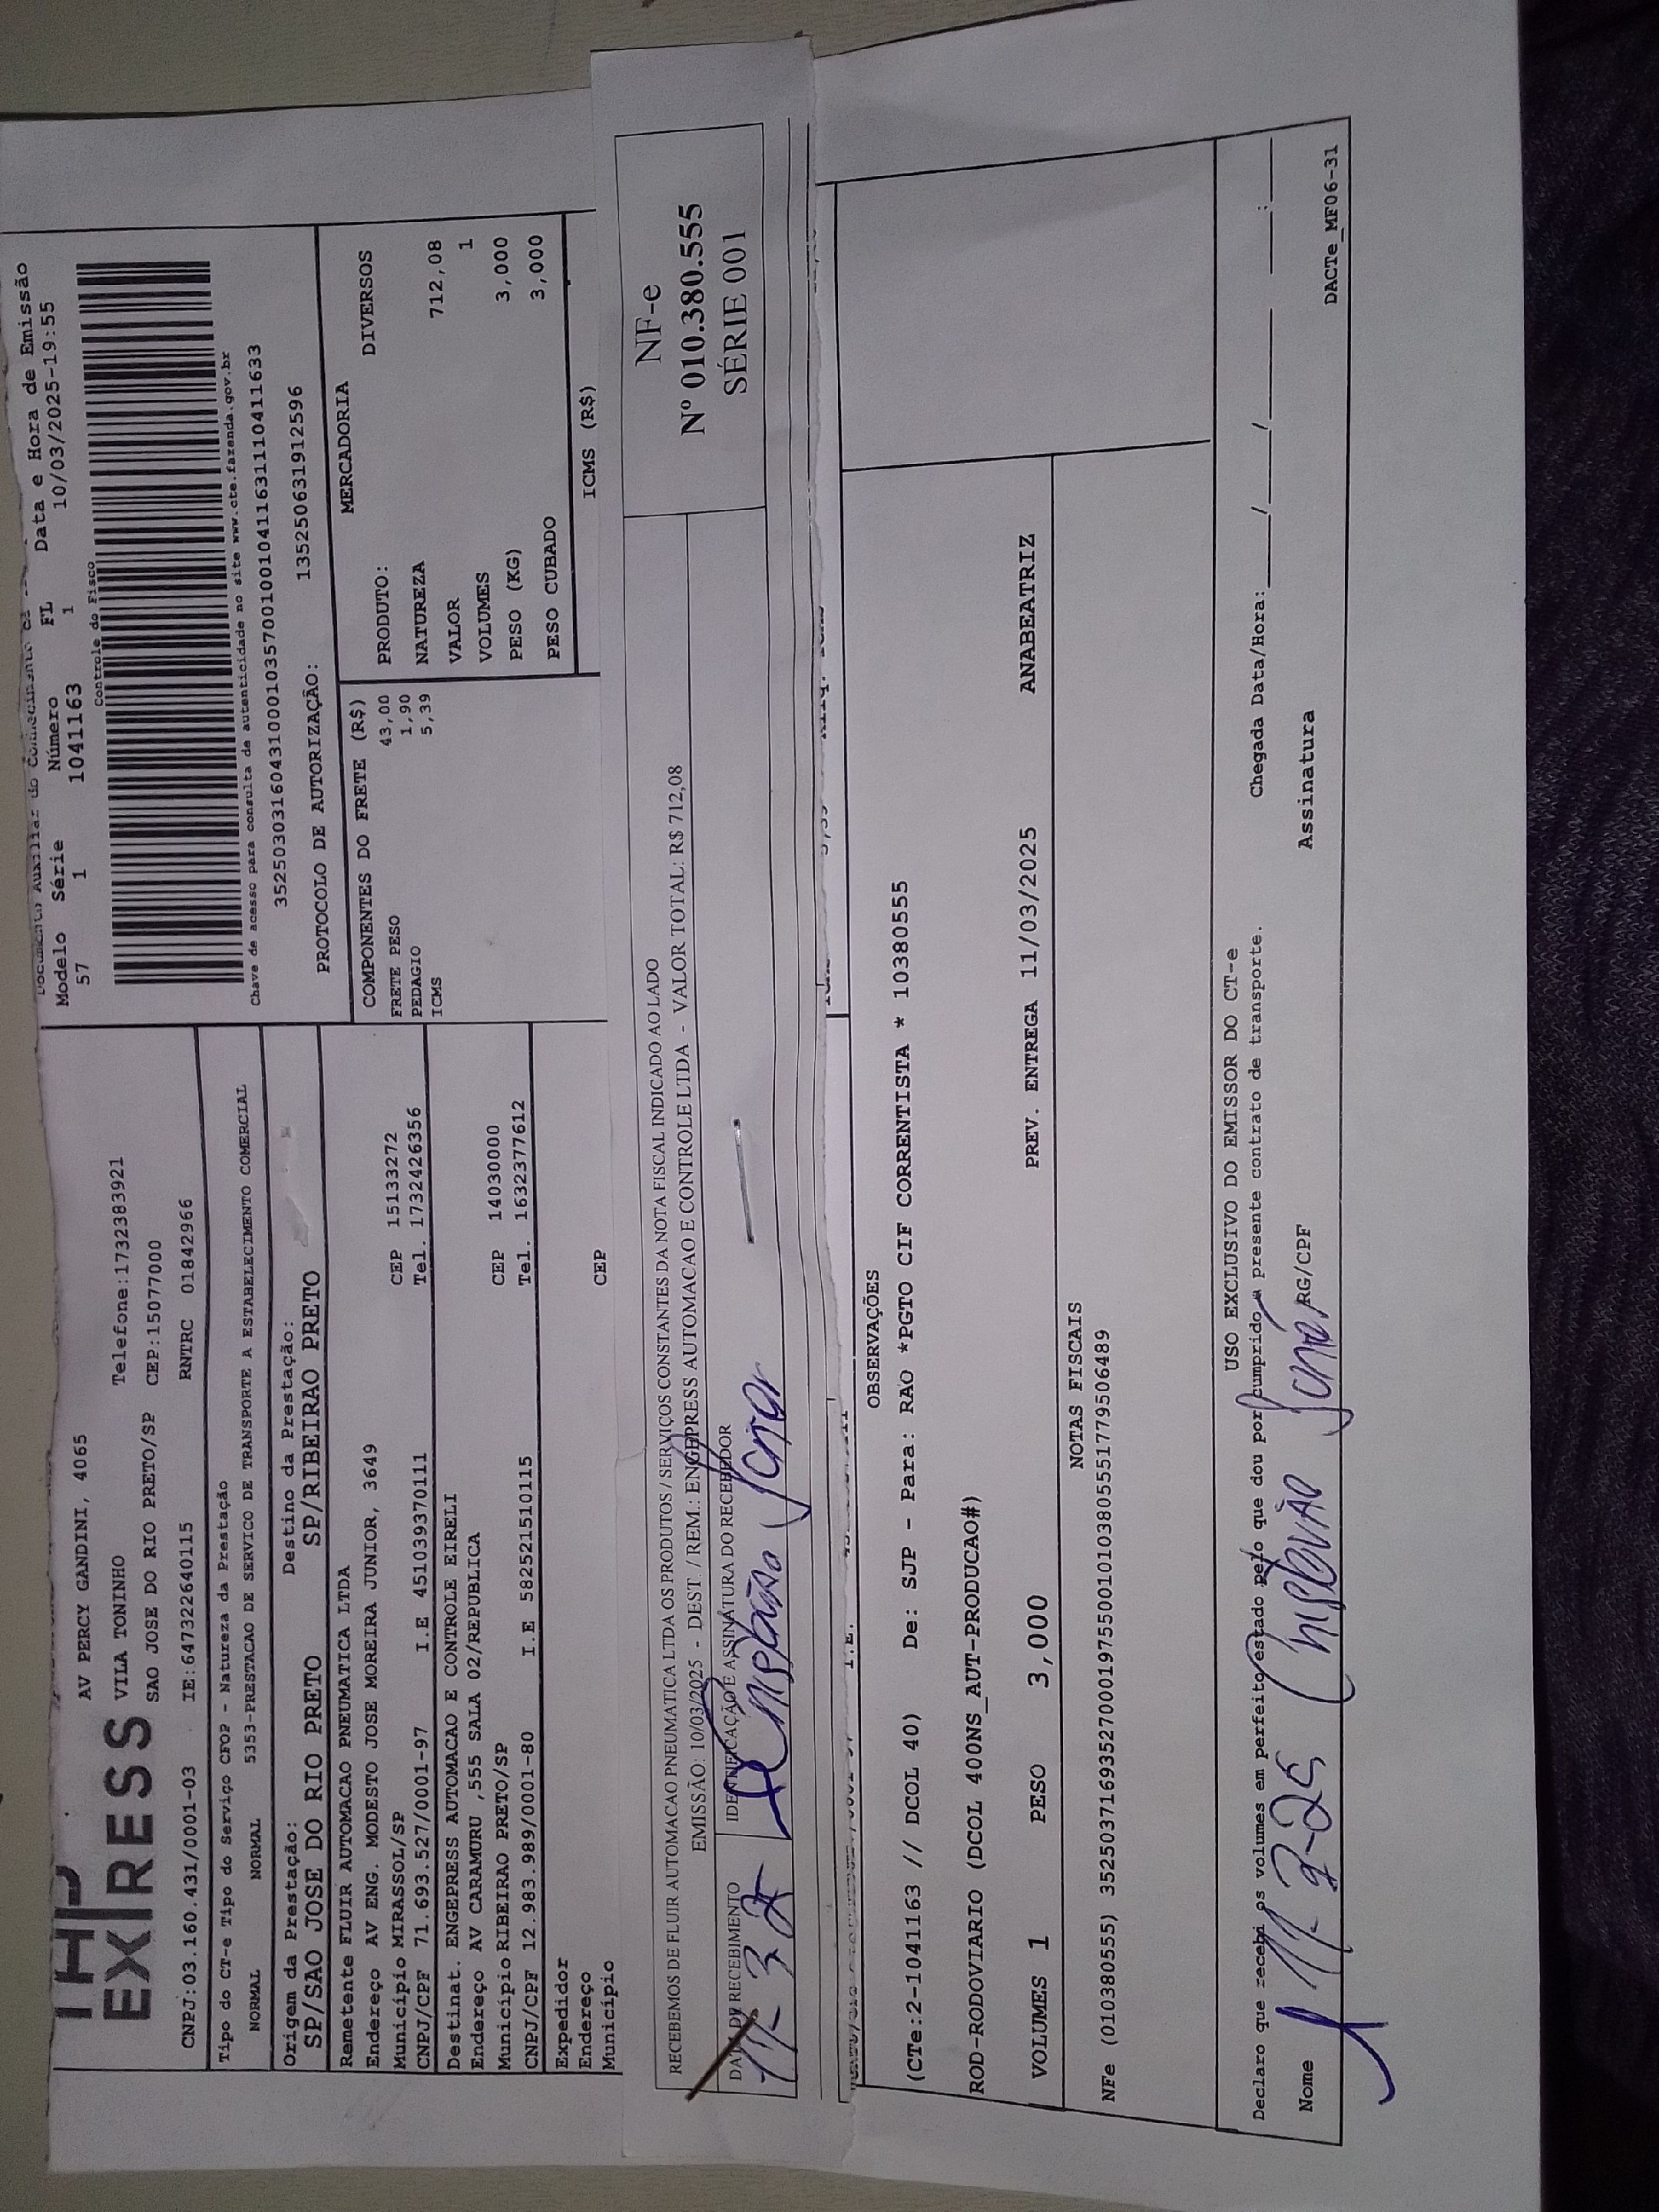 EXPRESS
AV PERCY GANDINI, 4065
VILA TONINHO Telefone:1732383921
SAO JOSE DO RIO PRETO/SP CEP:15077000
CNPJ:03.160.431/0001-03 IE:647322640115 RNTRC 01842966
Documento Auxiliar do Conhecimento de
Modelo Série Número FL Data e Hora de Emissão
57 1 1041163 1 10/03/2025-19:55
Controle do Fisco
Chave de acesso para consulta de autenticidade no site www.cte.fazenda.gov.br
35250303160431000103570010010411631110411633
PROTOCOLO DE AUTORIZAÇÃO: 135250631912596
Tipo do CT-e Tipo do Serviço CFOP - Natureza da Prestação
NORMAL NORMAL 5353-PRESTACAO DE SERVICO DE TRANSPORTE A ESTABELECIMENTO COMERCIAL
Origem da Prestação: Destino da Prestação:
SP/SAO JOSE DO RIO PRETO SP/RIBEIRAO PRETO
Remetente FLUIR AUTOMACAO PNEUMATICA LTDA
Endereço AV ENG. MODESTO JOSE MOREIRA JUNIOR, 3649
Município MIRASSOL/SP CEP 15133272
CNPJ/CPF 71.693.527/0001-97 I.E 451039370111 Tel. 1732426356
Destinat. ENGEPRESS AUTOMACAO E CONTROLE EIRELI
Endereço AV CARAMURU ,555 SALA 02/REPUBLICA
Município RIBEIRAO PRETO/SP CEP 14030000
CNPJ/CPF 12.983.989/0001-80 I.E 582521510115 Tel. 1632377612
Expedidor
Endereço
Município CEP
COMPONENTES DO FRETE (R$)
FRETE PESO 43,00
PEDAGIO 1,90
ICMS 5,39
MERCADORIA
PRODUTO: DIVERSOS
NATUREZA
VALOR 712,08
VOLUMES 1
PESO (KG) 3,000
PESO CUBADO 3,000
ICMS (R$)
RECEBEMOS DE FLUIR AUTOMACAO PNEUMATICA LTDA OS PRODUTOS / SERVIÇOS CONSTANTES DA NOTA FISCAL INDICADO AO LADO
EMISSÃO: 10/03/2025 - DEST. / REM.: ENGEPRESS AUTOMACAO E CONTROLE LTDA - VALOR TOTAL: R$ 712,08
DATA DE RECEBIMENTO IDENTIFICAÇÃO E ASSINATURA DO RECEBEDOR
NF-e
Nº 010.380.555
SÉRIE 001
OBSERVAÇÕES
(CTe:2-1041163 // DCOL 40) De: SJP - Para: RAO *PGTO CIF CORRENTISTA * 10380555
ROD-RODOVIARIO (DCOL 400NS_AUT-PRODUCAO#)
VOLUMES 1 PESO 3,000 PREV. ENTREGA 11/03/2025 ANABEATRIZ
NOTAS FISCAIS
NFe (010380555) 35250371693527000197550010103805551779506489
USO EXCLUSIVO DO EMISSOR DO CT-e
Declaro que recebi os volumes em perfeito estado pelo que dou por cumprido o presente contrato de transporte. Chegada Data/Hora: ____/____/____ ____:____
Nome 11-3-25 RG/CPF Assinatura
DACTe_MF06-31